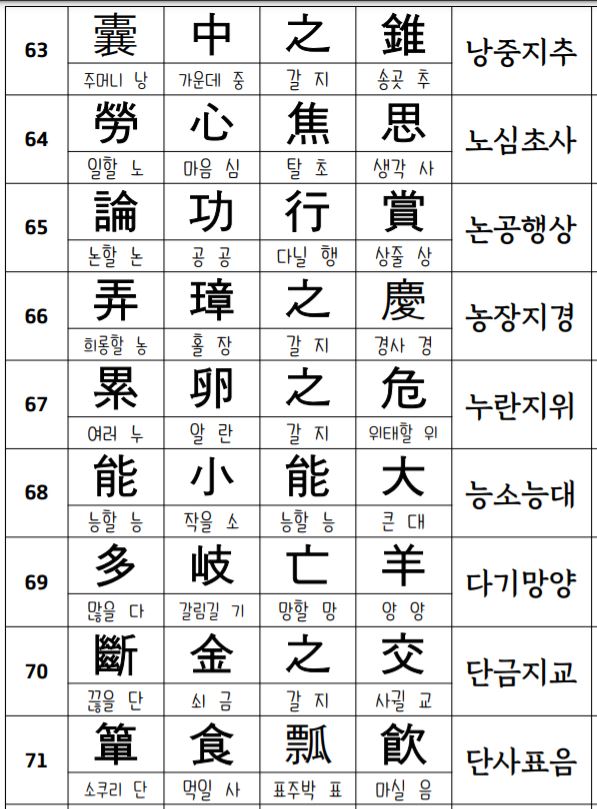 63 囊 中 之 錐 낭중지추
주머니 낭 가운데 중 갈 지 송곳 추
64 勞 心 焦 思 노심초사
일할 노 마음 심 탈 초 생각 사
65 論 功 行 賞 논공행상
논할 논 공 공 다닐 행 상줄 상
66 弄 璋 之 慶 농장지경
희롱할 농 홀 장 갈 지 경사 경
67 累 卵 之 危 누란지위
여러 누 알 란 갈 지 위태할 위
68 能 小 能 大 능소능대
능할 능 작을 소 능할 능 큰 대
69 多 岐 亡 羊 다기망양
많을 다 갈림길 기 망할 망 양 양
70 斷 金 之 交 단금지교
끊을 단 쇠 금 갈 지 사귈 교
71 簞 食 瓢 飮 단사표음
소쿠리 단 먹일 사 표주박 표 마실 음